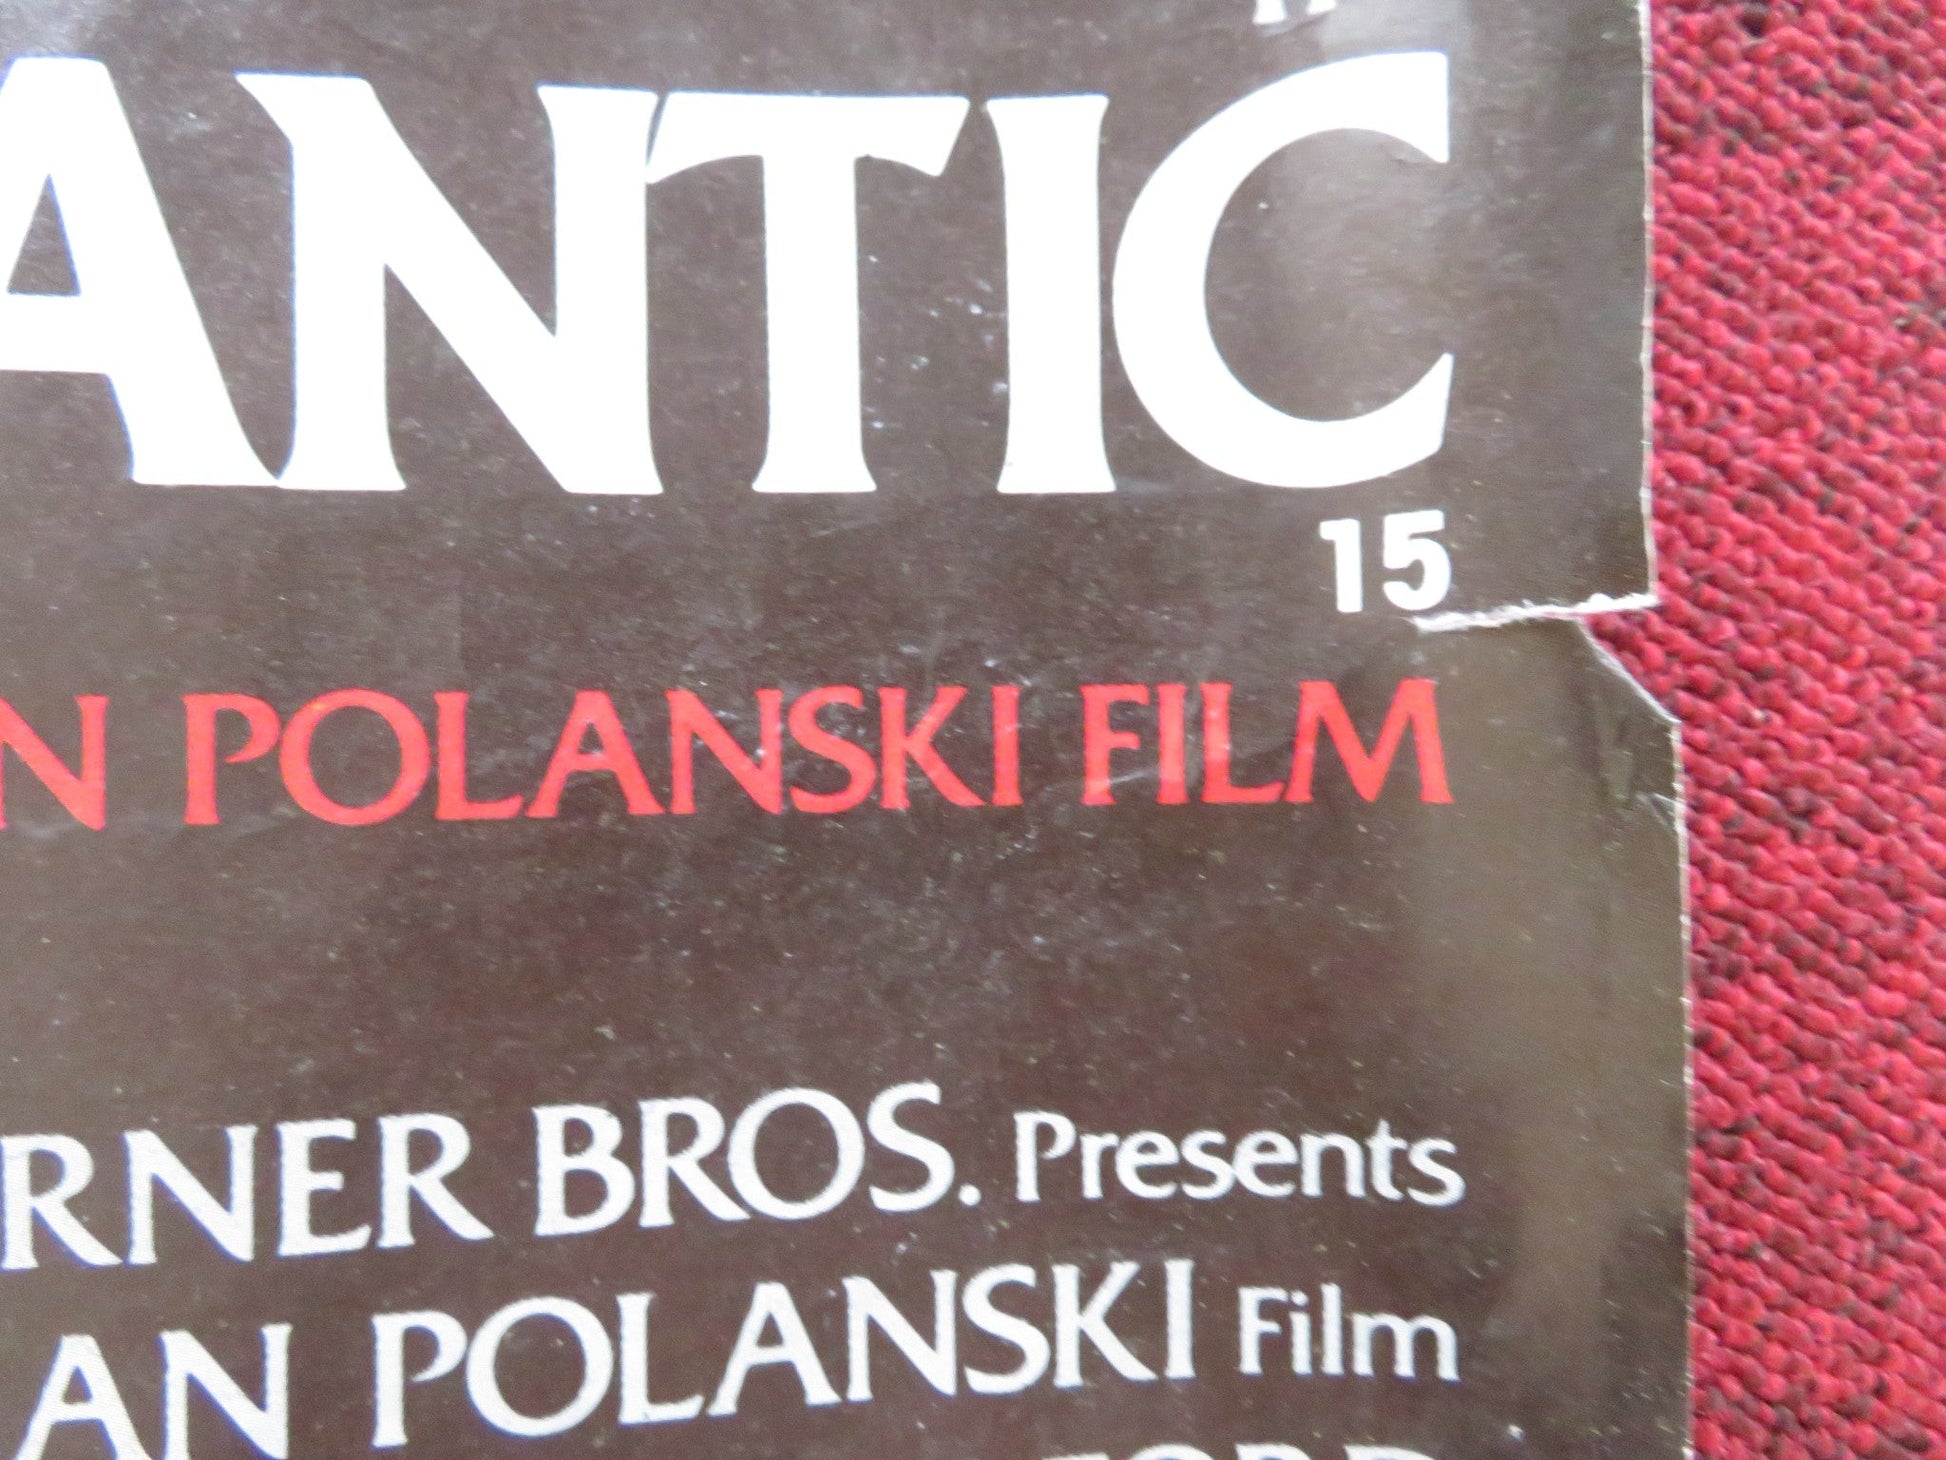 ANTIC
15
N POLANSKI FILM
RNER BROS. Presents
AN POLANSKI Film